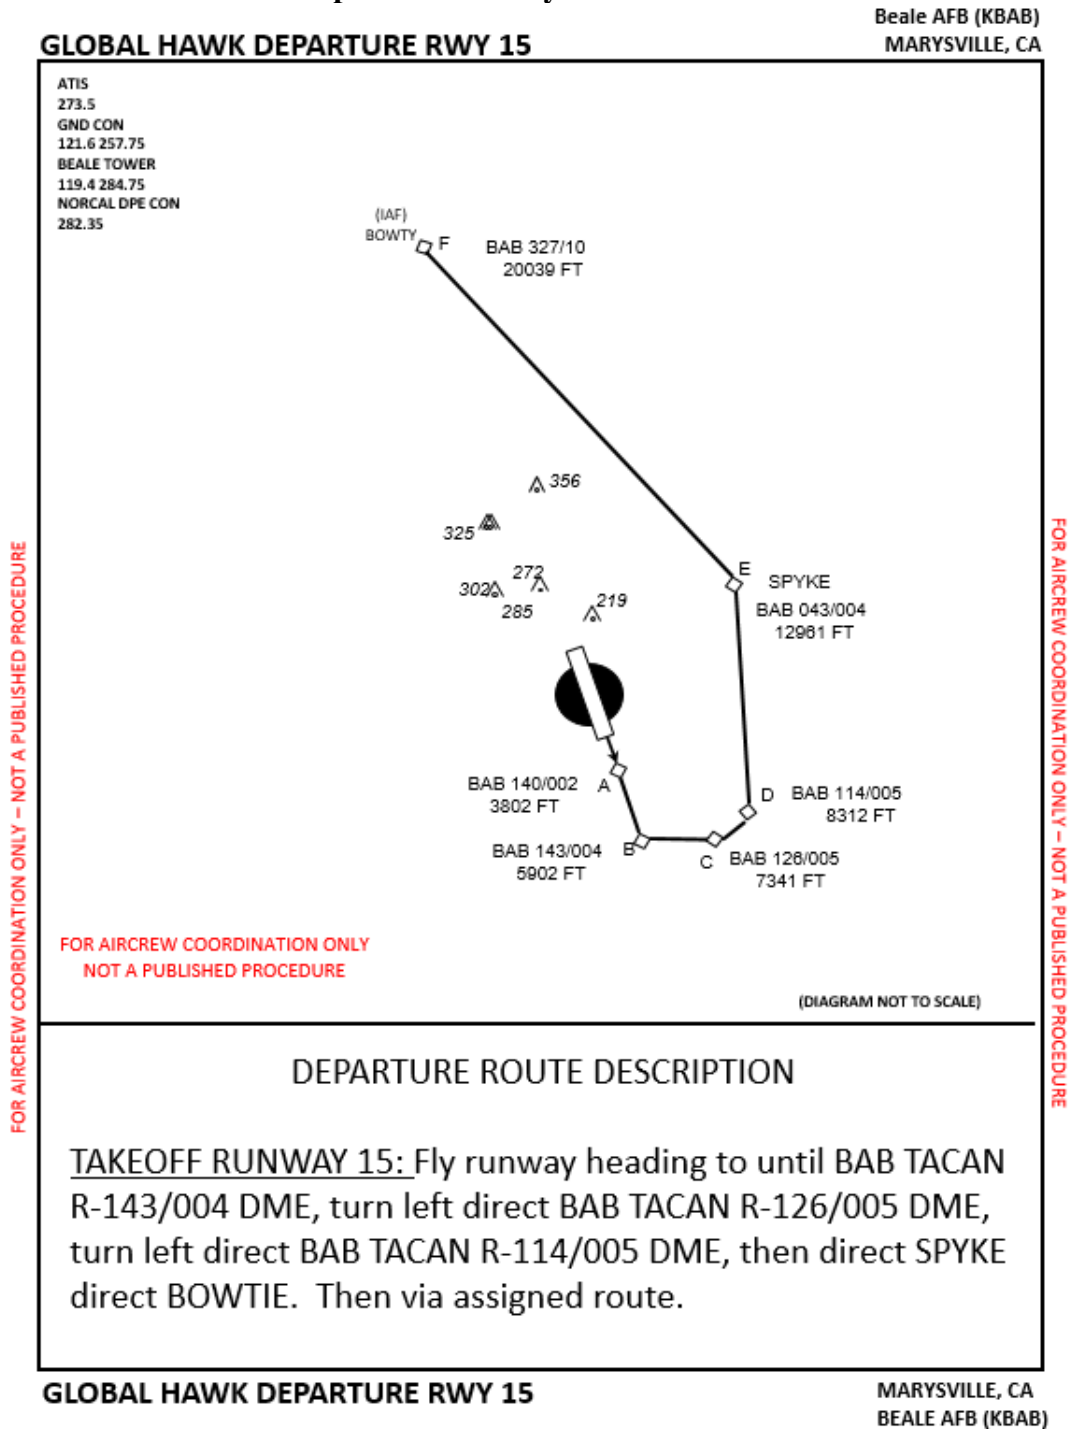 Beale AFB (KBAB)
GLOBAL HAWK DEPARTURE RWY 15
MARYSVILLE, CA
ATIS
273.5
GND CON
121.6 257.75
BEALE TOWER
119.4 284.75
NORCAL DPE CON
282.35
(IAF)
BOWTY
F
BAB 327/10
20039 FT
356
325
272
302
285
219
E
SPYKE
BAB 043/004
12961 FT
BAB 140/002
3802 FT
A
D
BAB 114/005
8312 FT
BAB 143/004
5902 FT
B
C
BAB 126/005
7341 FT
FOR AIRCREW COORDINATION ONLY
NOT A PUBLISHED PROCEDURE
(DIAGRAM NOT TO SCALE)
FOR AIRCREW COORDINATION ONLY – NOT A PUBLISHED PROCEDURE
FOR AIRCREW COORDINATION ONLY – NOT A PUBLISHED PROCEDURE
DEPARTURE ROUTE DESCRIPTION
TAKEOFF RUNWAY 15: Fly runway heading to until BAB TACAN
R-143/004 DME, turn left direct BAB TACAN R-126/005 DME,
turn left direct BAB TACAN R-114/005 DME, then direct SPYKE
direct BOWTIE. Then via assigned route.
GLOBAL HAWK DEPARTURE RWY 15
MARYSVILLE, CA
BEALE AFB (KBAB)